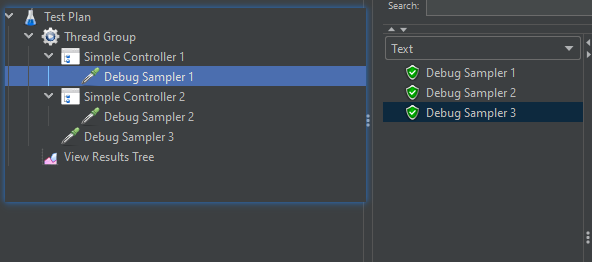 Test Plan
Thread Group
Simple Controller 1
Debug Sampler 1
Simple Controller 2
Debug Sampler 2
Debug Sampler 3
View Results Tree
Search:
Text
Debug Sampler 1
Debug Sampler 2
Debug Sampler 3